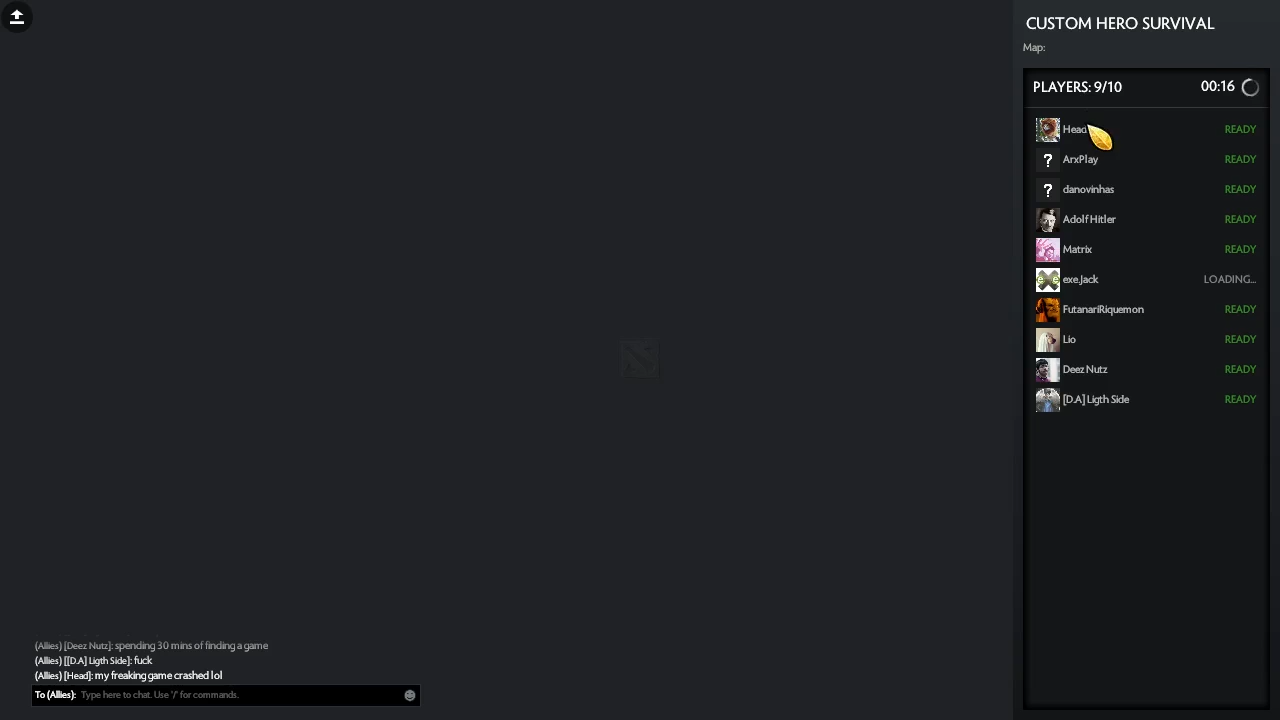 CUSTOM HERO SURVIVAL
Map:
PLAYERS: 9/10 00:16
Head READY
? ArxPlay READY
? danovinhas READY
Adolf Hitler READY
Matrix READY
exe.Jack LOADING...
FutanariRiquemon READY
Lio READY
Deez Nutz READY
[D.A] Ligth Side READY
(Allies) [Deez Nutz]: spending 30 mins of finding a game
(Allies) [[D.A] Ligth Side]: fuck
(Allies) [Head]: my freaking game crashed lol
To (Allies): Type here to chat. Use '/' for commands.